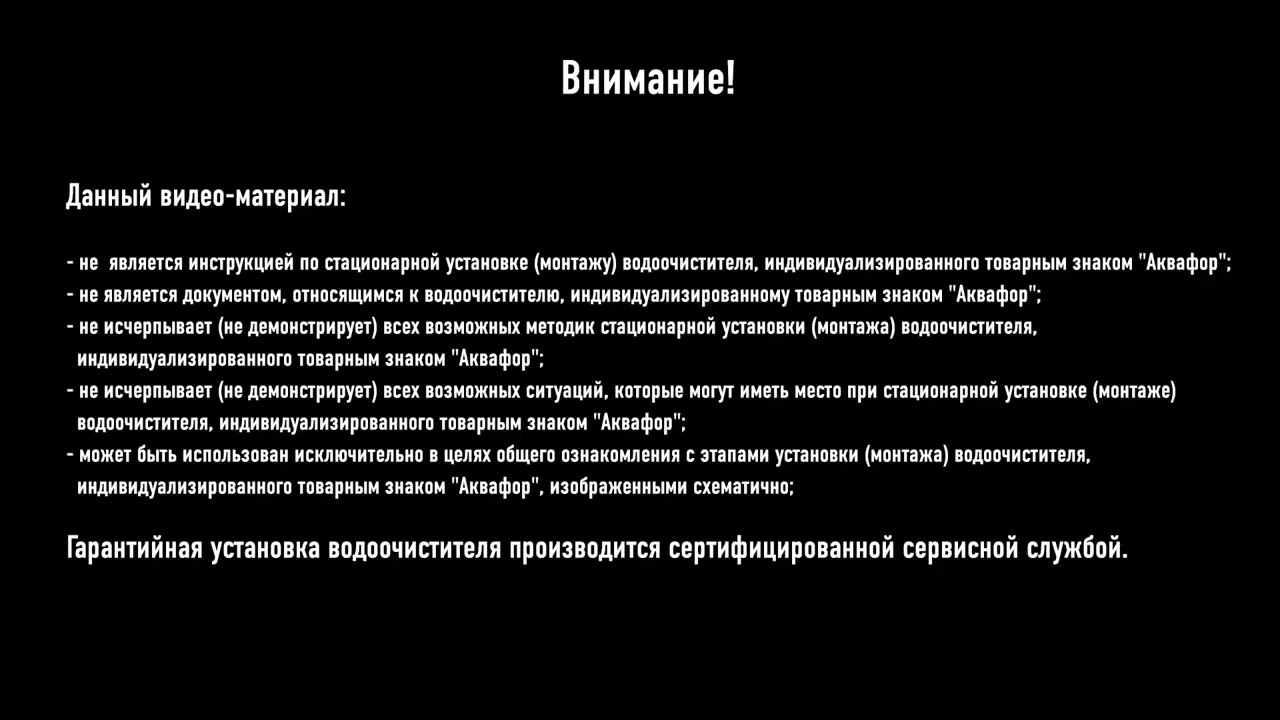 Внимание!
Данный видео-материал:
- не является инструкцией по стационарной установке (монтажу) водоочистителя, индивидуализированного товарным знаком "Аквафор";
- не является документом, относящимся к водоочистителю, индивидуализированному товарным знаком "Аквафор";
- не исчерпывает (не демонстрирует) всех возможных методик стационарной установки (монтажа) водоочистителя,
индивидуализированного товарным знаком "Аквафор";
- не исчерпывает (не демонстрирует) всех возможных ситуаций, которые могут иметь место при стационарной установке (монтаже)
водоочистителя, индивидуализированного товарным знаком "Аквафор";
- может быть использован исключительно в целях общего ознакомления с этапами установки (монтажа) водоочистителя,
индивидуализированного товарным знаком "Аквафор", изображенными схематично;
Гарантийная установка водоочистителя производится сертифицированной сервисной службой.